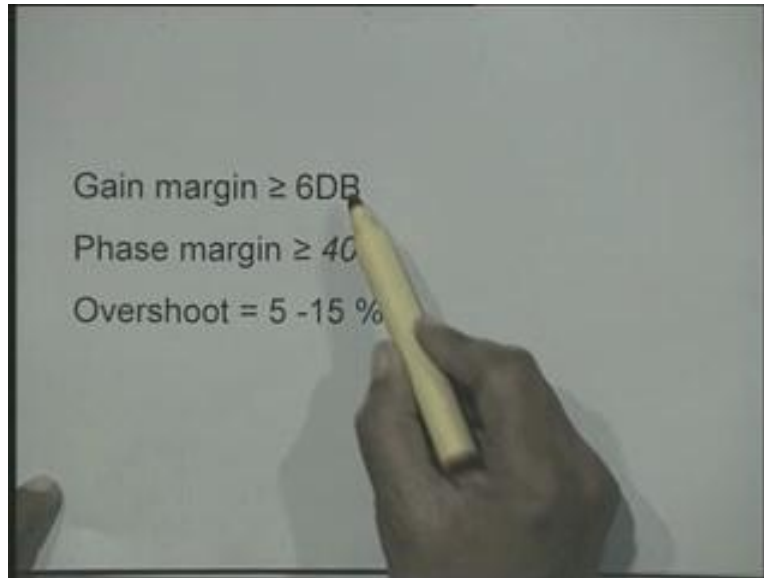 Gain margin ≥ 6DB
Phase margin ≥ 40
Overshoot = 5 -15 %